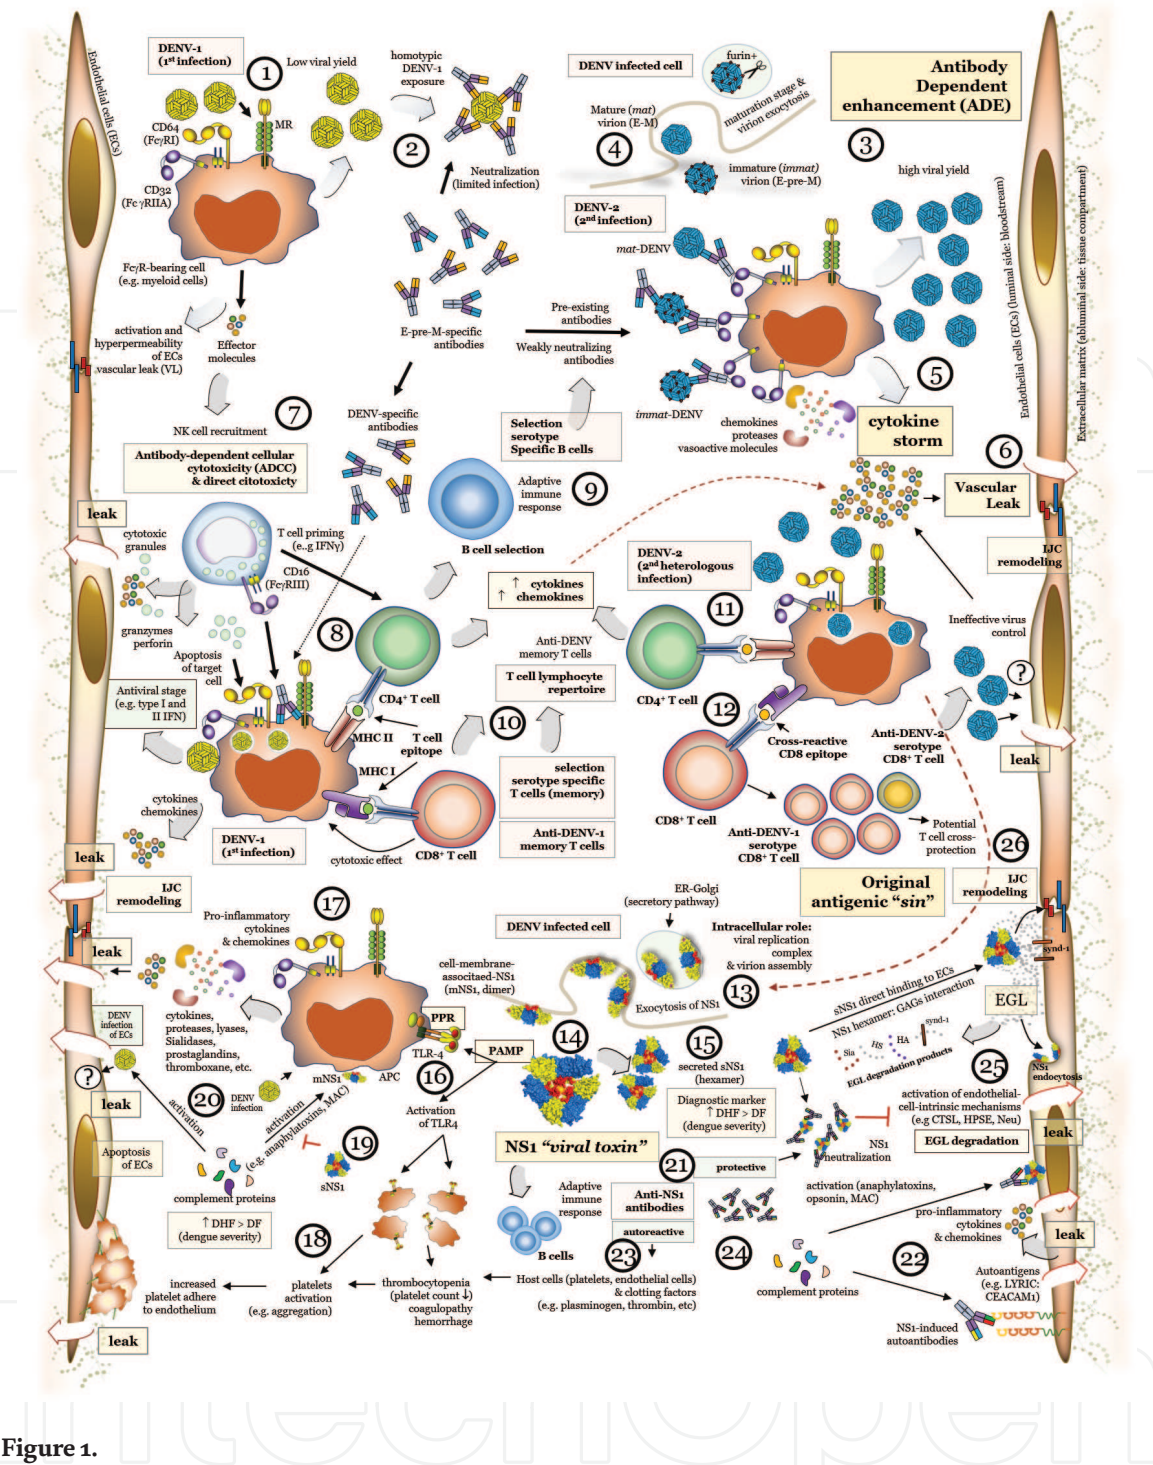 DENV-1
(1st infection)
1
Low viral yield
homotypic
DENV-1
exposure
2
CD64
(FcγRI)
MR
CD32
(Fc γRIIA)
Neutralization
(limited infection)
FcγR-bearing cell
(e.g. myeloid cells)
activation and
hyperpermeability
of ECs
vascular leak (VL)
Effector
molecules
E-pre-M-specific
antibodies
Endothelial cells (ECs)
DENV infected cell
furin+
maturation stage &
virion exocytosis
Mature (mat)
virion (E-M)
4
immature (immat)
virion (E-pre-M)
Antibody
Dependent
enhancement (ADE)
3
high viral yield
DENV-2
(2nd infection)
mat-DENV
Pre-existing
antibodies
Weakly neutralizing
antibodies
immat-DENV
chemokines
proteases
vasoactive molecules
5
cytokine
storm
6
Vascular
Leak
IJC
remodeling
Endothelial cells (ECs) (luminal side: bloodstream)
Extracellular matrix (abluminal side: tissue compartment)
NK cell recruitment
7
Antibody-dependent cellular
cytotoxicity (ADCC)
& direct citotoxicty
DENV-specific
antibodies
Selection
serotype
Specific B cells
Adaptive
immune
response
9
B cell selection
leak
cytotoxic
granules
T cell priming
(e..g IFNγ)
CD16
(FcγRIII)
granzymes
perforin
8
Apoptosis
of target
cell
Antiviral stage
(e.g. type I and
II IFN)
CD4+ T cell
MHC II
T cell
epitope
MHC I
cytokines
chemokines
DENV-1
(1st infection)
cytotoxic effect
CD8+ T cell
leak
IJC
remodeling
↑ cytokines
↑ chemokines
Anti-DENV
memory T cells
T cell lymphocyte
repertoire
10
selection
serotype specific
T cells (memory)
Anti-DENV-1
memory T cells
DENV-2
(2nd heterologous
infection)
11
CD4+ T cell
12
Cross-reactive
CD8 epitope
CD8+ T cell
Anti-DENV-2
serotype
CD8+ T cell
Anti-DENV-1
serotype
CD8+ T cell
Potential
T cell cross-
protection
Ineffective virus
control
?
leak
26
Original
antigenic “sin”
IJC
remodeling
17
Pro-inflammatory
cytokines
& chemokines
leak
cytokines,
proteases, lyases,
Sialidases,
prostaglandins,
thromboxane, etc.
DENV
infection
of ECs
?
leak
20
DENV
infection
activation
activation
(e.g. anaphylatoxins, MAC)
mNS1
APC
PPR
TLR-4
PAMP
16
Activation
of TLR4
19
sNS1
Apoptosis
of ECs
complement proteins
↑ DHF > DF
(dengue severity)
18
increased
platelet adhere
to endothelium
platelets
activation
(e.g. aggregation)
thrombocytopenia
(platelet count ↓)
coagulopathy
hemorrhage
leak
DENV infected cell
cell-membrane-
associtaed-NS1
(mNS1, dimer)
ER-Golgi
(secretory pathway)
Exocytosis of NS1
Intracellular role:
viral replication
complex
& virion assembly
13
14
15
secreted sNS1
(hexamer)
Diagnostic marker
↑ DHF > DF
(dengue severity)
NS1 “viral toxin”
21
protective
Adaptive
immune
response
B cells
Anti-NS1
antibodies
autoreactive
23
Host cells (platelets, endothelial cells)
& clotting factors
(e.g. plasminogen, thrombin, etc)
sNS1 direct binding to ECs
NS1 hexamer: GAGs interaction
synd-1
EGL
Sia
HS
HA
synd-1
EGL degradation products
25
NS1
endocytosis
activation of endothelial-
cell-intrinsic mechanisms
(e.g CTSL, HPSE, Neu)
EGL degradation
leak
NS1
neutralization
activation (anaphylatoxins,
opsonin, MAC)
pro-inflammatory
cytokines
& chemokines
24
complement proteins
22
leak
Autoantigens
(e.g. LYRIC:
CEACAM1)
NS1-induced
autoantibodies
intechopen
Figure 1.